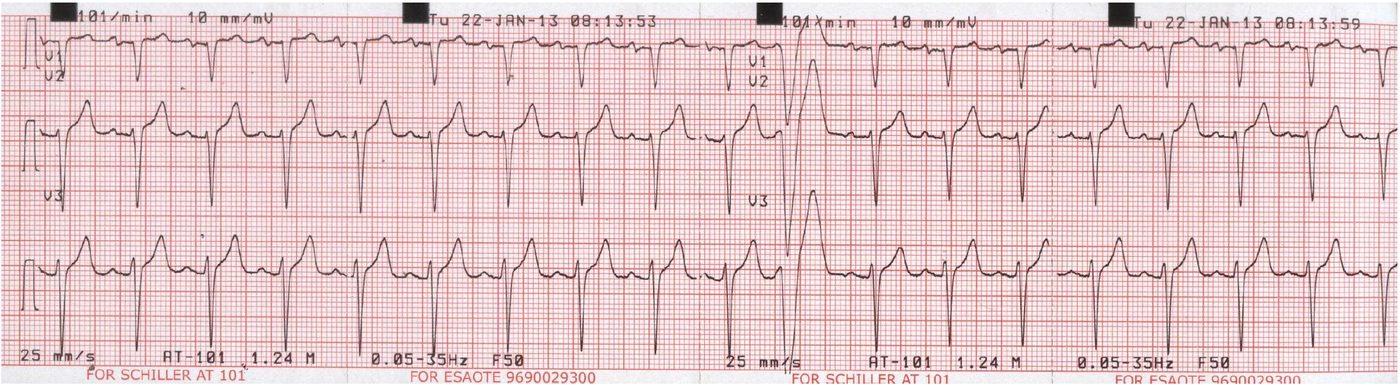 101/min 10 mm/mV Tu 22-JAN-13 08:13:53 101/min 10 mm/mV Tu 22-JAN-13 08:13:59
V1 V1
V2 V2
V3 V3
25 mm/s AT-101 1.24 M 0.05-35Hz F50 25 mm/s AT-101 1.24 M 0.05-35Hz F50
FOR SCHILLER AT 101 FOR ESAOTE 9690029300 FOR SCHILLER AT 101 FOR ESAOTE 9690029300